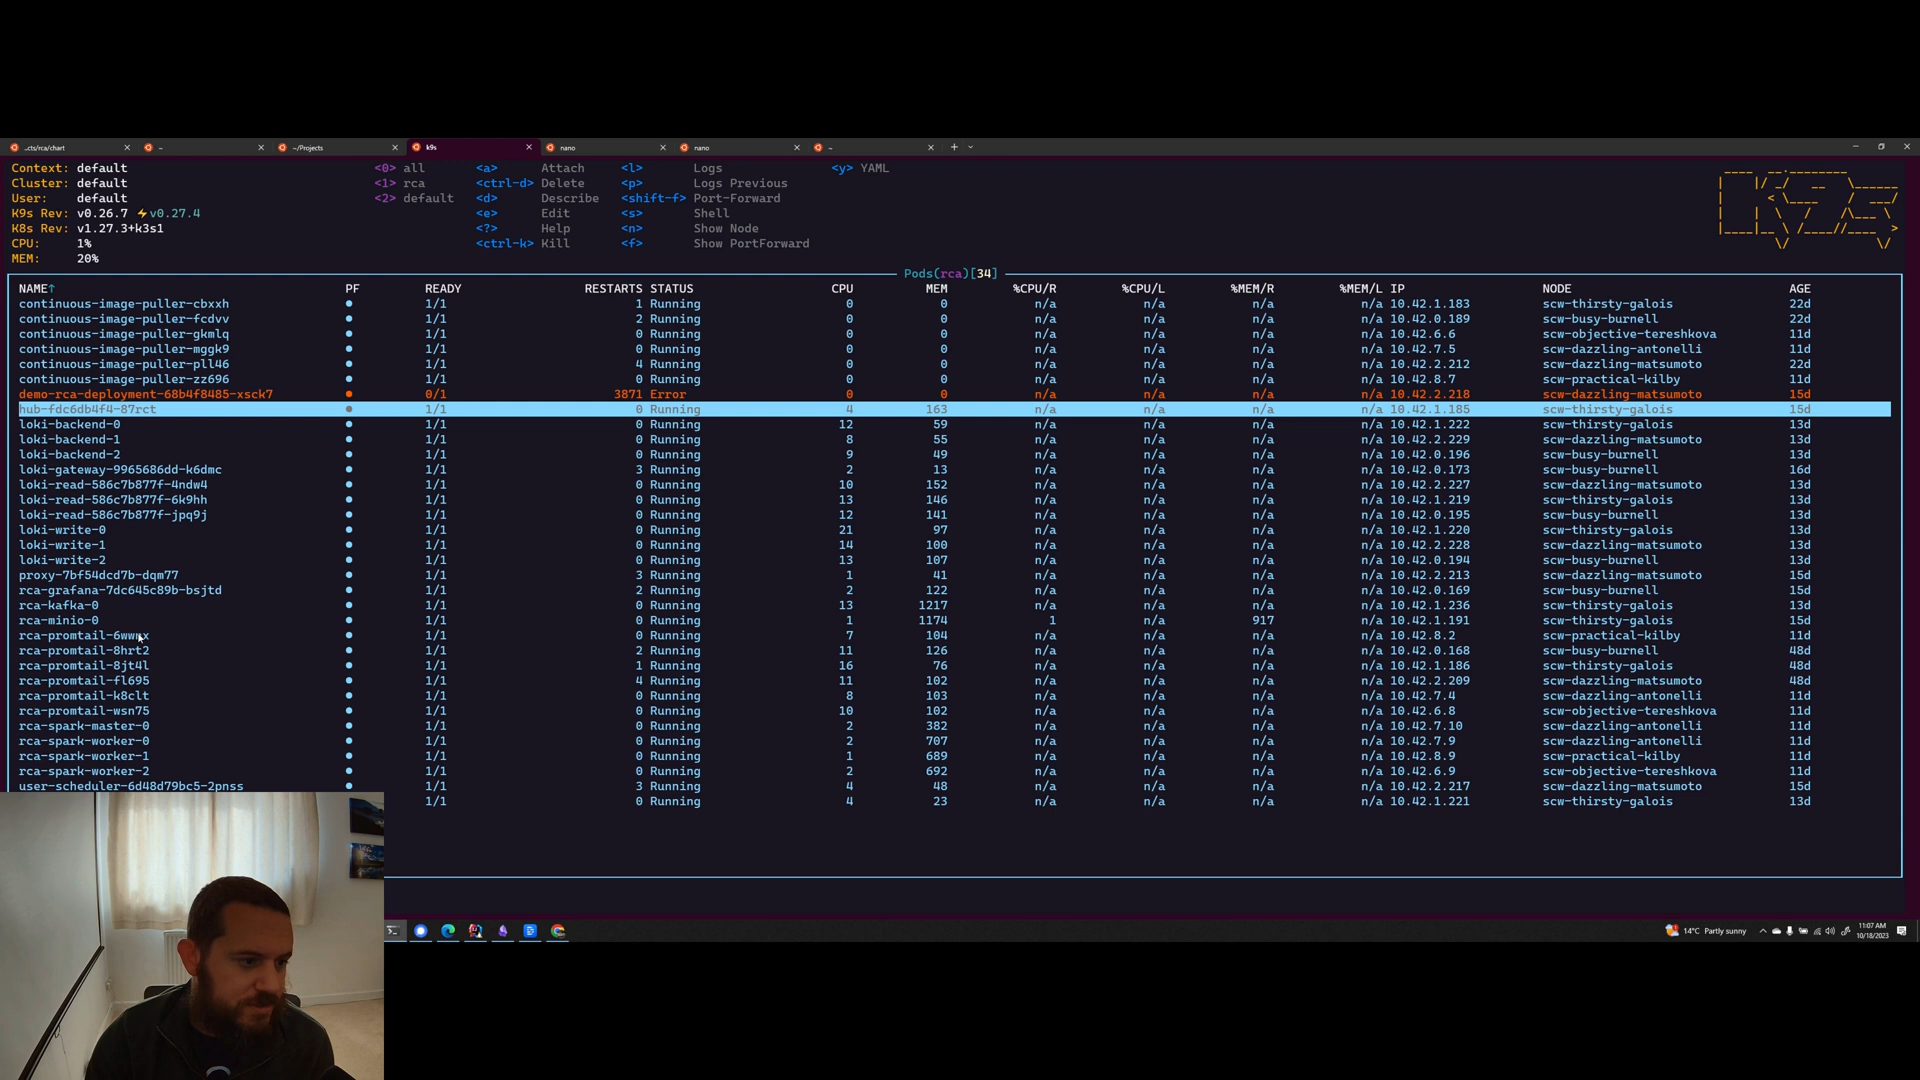 ..cts/rca/chart × ~ × ~/Projects × k9s × nano × nano × ~ × +
Context: default <0> all <a> Attach <l> Logs <y> YAML
Cluster: default <1> rca <ctrl-d> Delete <p> Logs Previous
User: default <2> default <d> Describe <shift-f> Port-Forward
K9s Rev: v0.26.7 ⚡v0.27.4 <e> Edit <s> Shell
K8s Rev: v1.27.3+k3s1 <?> Help <n> Show Node
CPU: 1% <ctrl-k> Kill <f> Show PortForward
MEM: 20%
Pods(rca)[34]
NAME↑ PF READY RESTARTS STATUS CPU MEM %CPU/R %CPU/L %MEM/R %MEM/L IP NODE AGE
continuous-image-puller-cbxxh ● 1/1 1 Running 0 0 n/a n/a n/a n/a 10.42.1.183 scw-thirsty-galois 22d
continuous-image-puller-fcdvv ● 1/1 2 Running 0 0 n/a n/a n/a n/a 10.42.0.189 scw-busy-burnell 22d
continuous-image-puller-gkmlq ● 1/1 0 Running 0 0 n/a n/a n/a n/a 10.42.6.6 scw-objective-tereshkova 11d
continuous-image-puller-mggk9 ● 1/1 0 Running 0 0 n/a n/a n/a n/a 10.42.7.5 scw-dazzling-antonelli 11d
continuous-image-puller-pll46 ● 1/1 4 Running 0 0 n/a n/a n/a n/a 10.42.2.212 scw-dazzling-matsumoto 22d
continuous-image-puller-zz696 ● 1/1 0 Running 0 0 n/a n/a n/a n/a 10.42.8.7 scw-practical-kilby 11d
demo-rca-deployment-68b4f8485-xsck7 ● 0/1 3871 Error 0 0 n/a n/a n/a n/a 10.42.2.218 scw-dazzling-matsumoto 15d
hub-fdc6db4f4-87rct ● 1/1 0 Running 4 163 n/a n/a n/a n/a 10.42.1.185 scw-thirsty-galois 15d
loki-backend-0 ● 1/1 0 Running 12 59 n/a n/a n/a n/a 10.42.1.222 scw-thirsty-galois 13d
loki-backend-1 ● 1/1 0 Running 8 55 n/a n/a n/a n/a 10.42.2.229 scw-dazzling-matsumoto 13d
loki-backend-2 ● 1/1 0 Running 9 49 n/a n/a n/a n/a 10.42.0.196 scw-busy-burnell 13d
loki-gateway-9965686dd-k6dmc ● 1/1 3 Running 2 13 n/a n/a n/a n/a 10.42.0.173 scw-busy-burnell 16d
loki-read-586c7b877f-4ndw4 ● 1/1 0 Running 10 152 n/a n/a n/a n/a 10.42.2.227 scw-dazzling-matsumoto 13d
loki-read-586c7b877f-6k9hh ● 1/1 0 Running 13 146 n/a n/a n/a n/a 10.42.1.219 scw-thirsty-galois 13d
loki-read-586c7b877f-jpq9j ● 1/1 0 Running 12 141 n/a n/a n/a n/a 10.42.0.195 scw-busy-burnell 13d
loki-write-0 ● 1/1 0 Running 21 97 n/a n/a n/a n/a 10.42.1.220 scw-thirsty-galois 13d
loki-write-1 ● 1/1 0 Running 14 100 n/a n/a n/a n/a 10.42.2.228 scw-dazzling-matsumoto 13d
loki-write-2 ● 1/1 0 Running 13 107 n/a n/a n/a n/a 10.42.0.194 scw-busy-burnell 13d
proxy-7bf54dcd7b-dqm77 ● 1/1 3 Running 1 41 n/a n/a n/a n/a 10.42.2.213 scw-dazzling-matsumoto 15d
rca-grafana-7dc645c89b-bsjtd ● 1/1 2 Running 2 122 n/a n/a n/a n/a 10.42.0.169 scw-busy-burnell 15d
rca-kafka-0 ● 1/1 0 Running 13 1217 n/a n/a n/a n/a 10.42.1.236 scw-thirsty-galois 13d
rca-minio-0 ● 1/1 0 Running 1 1174 1 n/a 917 n/a 10.42.1.191 scw-thirsty-galois 15d
rca-promtail-6wwmx ● 1/1 0 Running 7 104 n/a n/a n/a n/a 10.42.8.2 scw-practical-kilby 11d
rca-promtail-8hrt2 ● 1/1 2 Running 11 126 n/a n/a n/a n/a 10.42.0.168 scw-busy-burnell 48d
rca-promtail-8jt4l ● 1/1 1 Running 16 76 n/a n/a n/a n/a 10.42.1.186 scw-thirsty-galois 48d
rca-promtail-fl695 ● 1/1 4 Running 11 102 n/a n/a n/a n/a 10.42.2.209 scw-dazzling-matsumoto 48d
rca-promtail-k8clt ● 1/1 0 Running 8 103 n/a n/a n/a n/a 10.42.7.4 scw-dazzling-antonelli 11d
rca-promtail-wsn75 ● 1/1 0 Running 10 102 n/a n/a n/a n/a 10.42.6.8 scw-objective-tereshkova 11d
rca-spark-master-0 ● 1/1 0 Running 2 382 n/a n/a n/a n/a 10.42.7.10 scw-dazzling-antonelli 11d
rca-spark-worker-0 ● 1/1 0 Running 2 707 n/a n/a n/a n/a 10.42.7.9 scw-dazzling-antonelli 11d
rca-spark-worker-1 ● 1/1 0 Running 1 689 n/a n/a n/a n/a 10.42.8.9 scw-practical-kilby 11d
rca-spark-worker-2 ● 1/1 0 Running 2 692 n/a n/a n/a n/a 10.42.6.9 scw-objective-tereshkova 11d
user-scheduler-6d48d79bc5-2pnss ● 1/1 3 Running 4 48 n/a n/a n/a n/a 10.42.2.217 scw-dazzling-matsumoto 15d
1/1 0 Running 4 23 n/a n/a n/a n/a 10.42.1.221 scw-thirsty-galois 13d
14°C Partly sunny 11:07 AM
10/18/2023